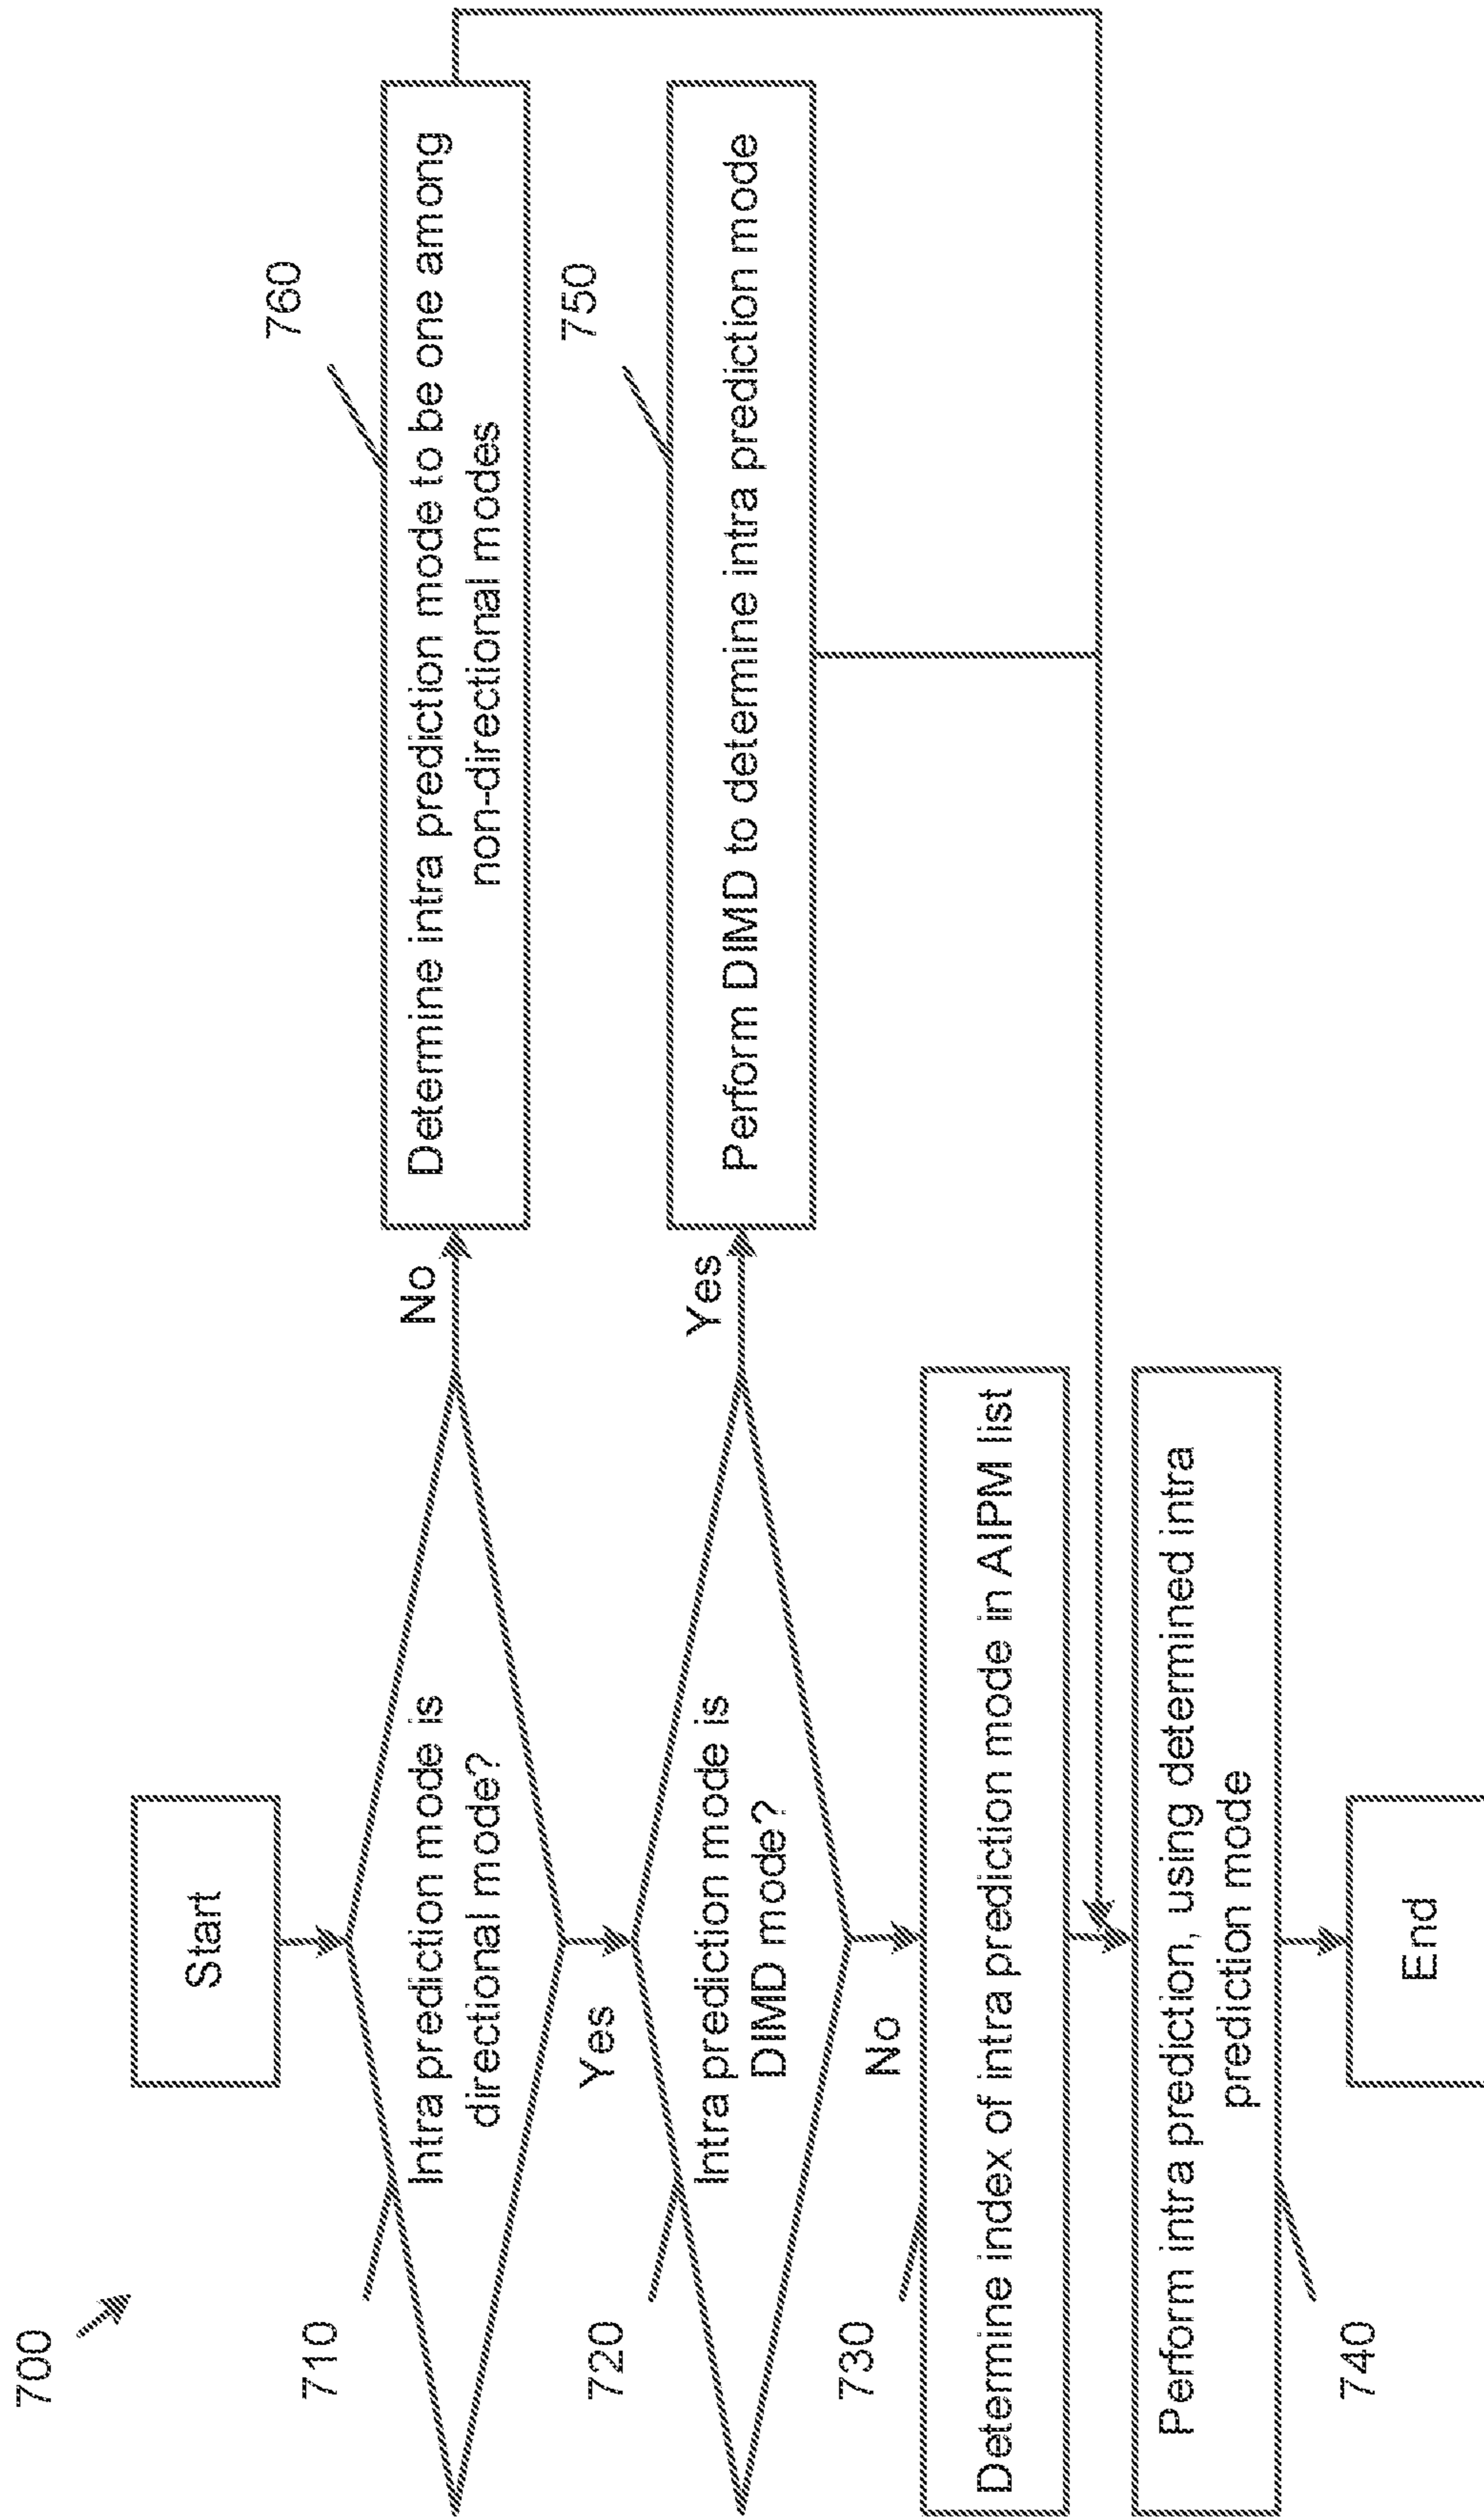 700
Start
710
Intra prediction mode is
directional mode?
No
760
Determine intra prediction mode to be one among
non-directional modes
Yes
720
Intra prediction mode is
DIMD mode?
Yes
750
Perform DIMD to determine intra prediction mode
No
730
Determine index of intra prediction mode in AIPM list
Perform intra prediction, using determined intra
prediction mode
740
End